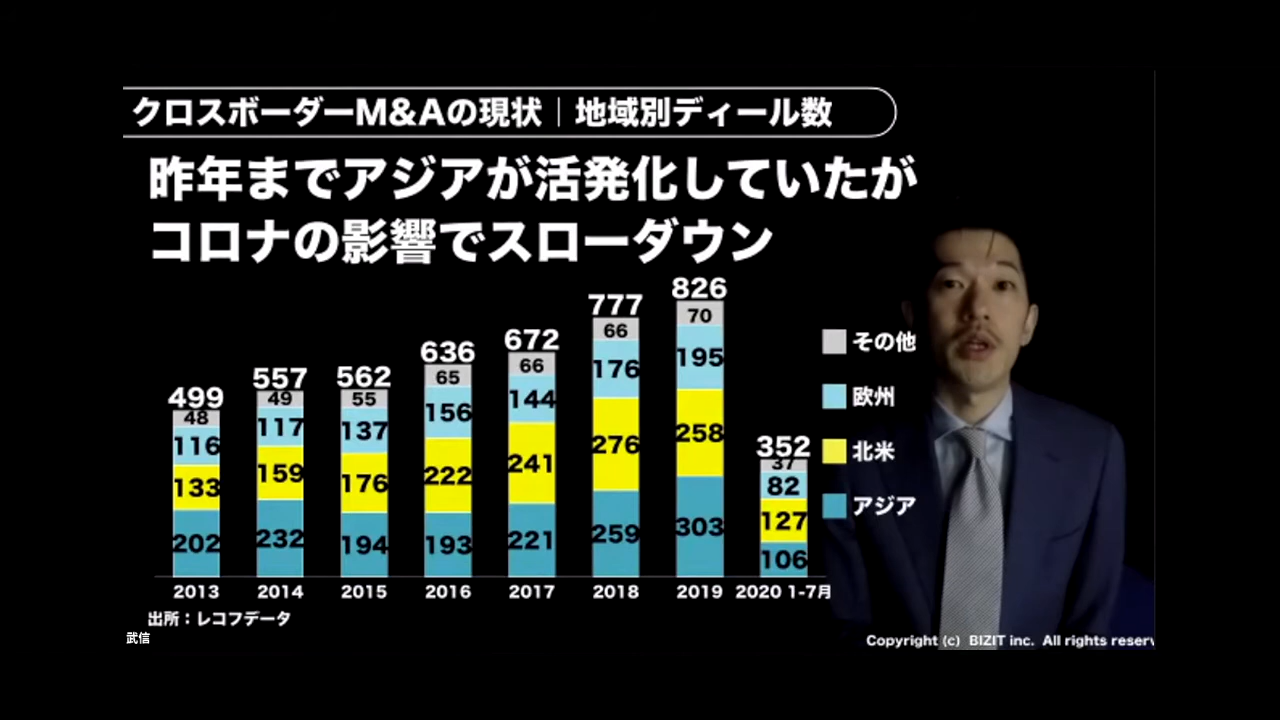 クロスボーダーM&Aの現状｜地域別ディール数
昨年までアジアが活発化していたが
コロナの影響でスローダウン
499 557 562 636 672 777 826 352
48 49 55 65 66 66 70 37
116 117 137 156 144 176 195 82
133 159 176 222 241 276 258 127
202 232 194 193 221 259 303 106
2013 2014 2015 2016 2017 2018 2019 2020 1-7月
その他
欧州
北米
アジア
出所：レコフデータ
武信
Copyright (c) BIZIT inc. All rights reserv